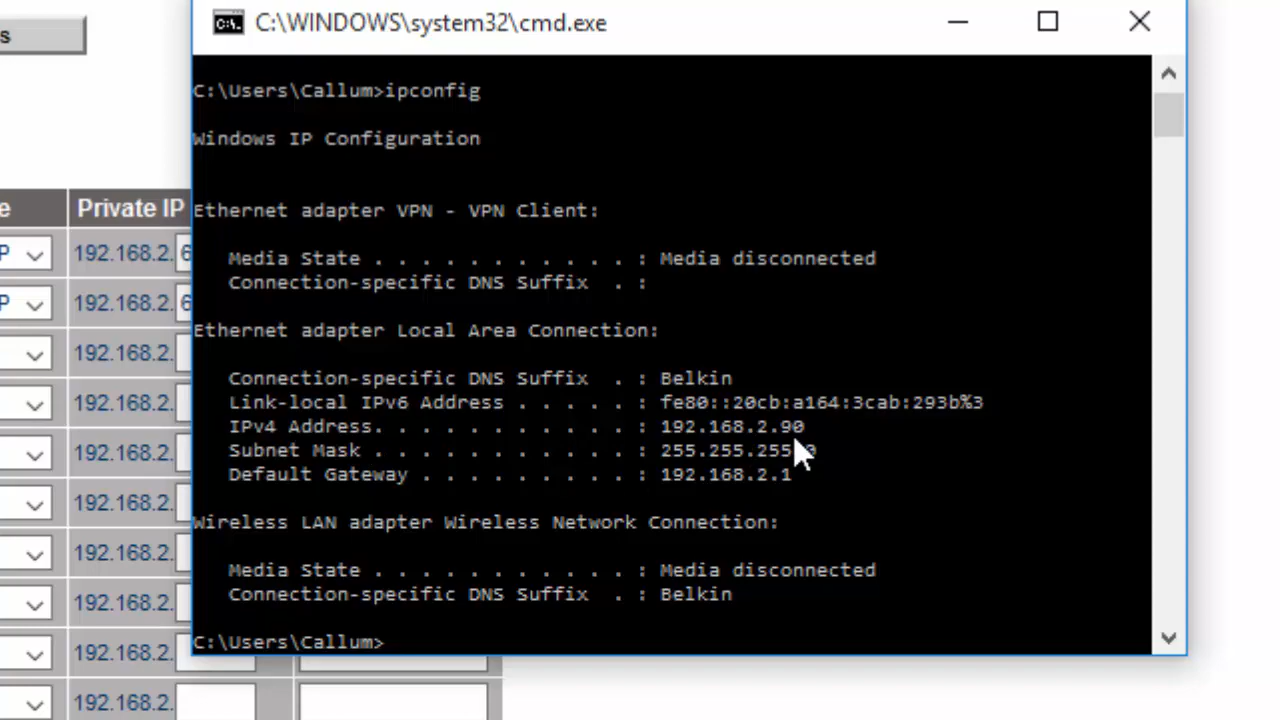 C:\WINDOWS\system32\cmd.exe
s
C:\Users\Callum>ipconfig
Windows IP Configuration
e Private IP
Ethernet adapter VPN - VPN Client:
P 192.168.2. 6
Media State . . . . . . . . . . . : Media disconnected
Connection-specific DNS Suffix  . :
P 192.168.2. 6
Ethernet adapter Local Area Connection:
192.168.2.
Connection-specific DNS Suffix  . : Belkin
Link-local IPv6 Address . . . . . : fe80::20cb:a164:3cab:293b%3
192.168.2.
IPv4 Address. . . . . . . . . . . : 192.168.2.90
Subnet Mask . . . . . . . . . . . : 255.255.255.0
192.168.2.
Default Gateway . . . . . . . . . : 192.168.2.1
192.168.2.
Wireless LAN adapter Wireless Network Connection:
192.168.2.
Media State . . . . . . . . . . . : Media disconnected
Connection-specific DNS Suffix  . : Belkin
192.168.2.
C:\Users\Callum>
192.168.2.
192.168.2.